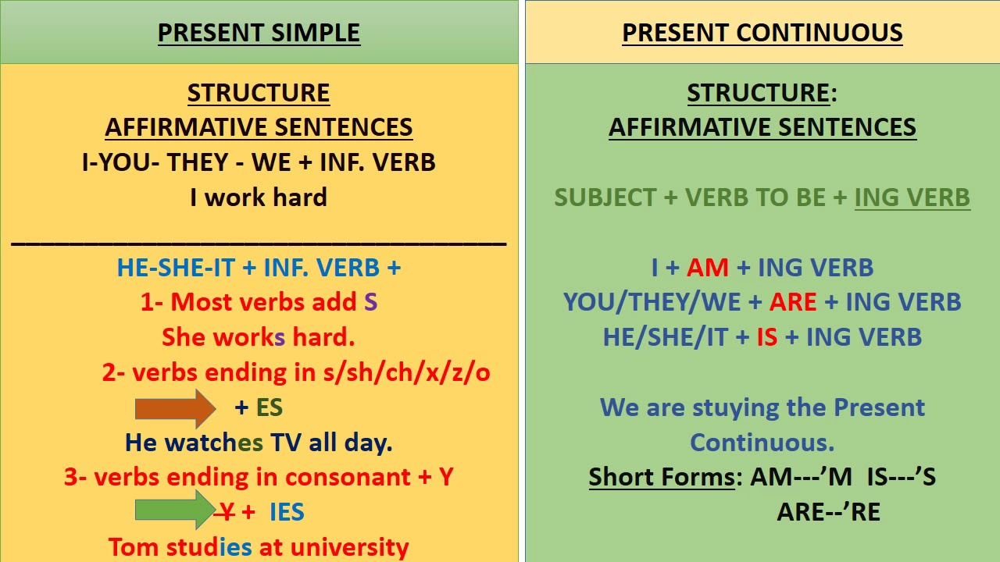 PRESENT SIMPLE
STRUCTURE
AFFIRMATIVE SENTENCES
I-YOU- THEY - WE + INF. VERB
I work hard
HE-SHE-IT + INF. VERB +
1- Most verbs add S
She works hard.
2- verbs ending in s/sh/ch/x/z/o
+ ES
He watches TV all day.
3- verbs ending in consonant + Y
Y + IES
Tom studies at university
PRESENT CONTINUOUS
STRUCTURE:
AFFIRMATIVE SENTENCES
SUBJECT + VERB TO BE + ING VERB
I + AM + ING VERB
YOU/THEY/WE + ARE + ING VERB
HE/SHE/IT + IS + ING VERB
We are stuying the Present
Continuous.
Short Forms: AM---’M IS---’S
ARE--’RE